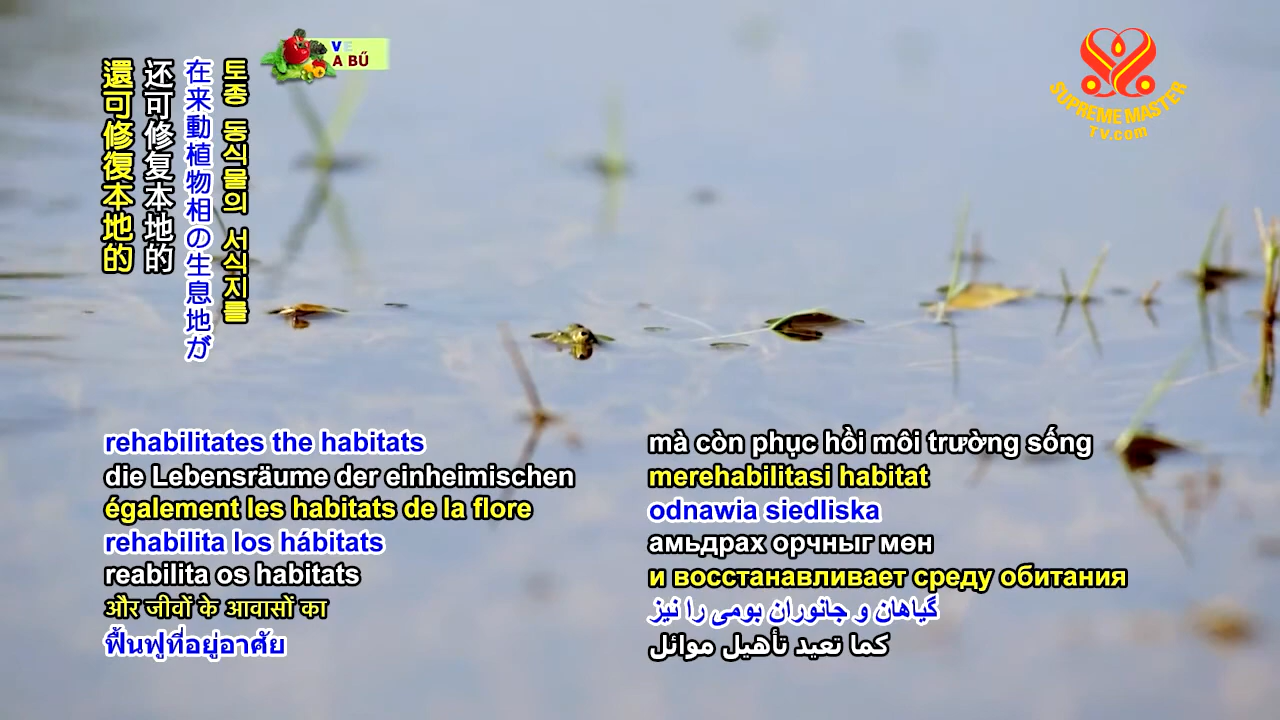 還可修復本地的
还可修复本地的
在来動植物相の生息地が
토종 동식물의 서식지를
VE
A BŰ
SUPREME MASTER
TV.com
rehabilitates the habitats
die Lebensräume der einheimischen
également les habitats de la flore
rehabilita los hábitats
reabilita os habitats
और जीवों के आवासों का
ฟื้นฟูที่อยู่อาศัย
mà còn phục hồi môi trường sống
merehabilitasi habitat
odnawia siedliska
амьдрах орчныг мөн
и восстанавливает среду обитания
گیاهان و جانوران بومی را نیز
كما تعيد تأهيل موائل